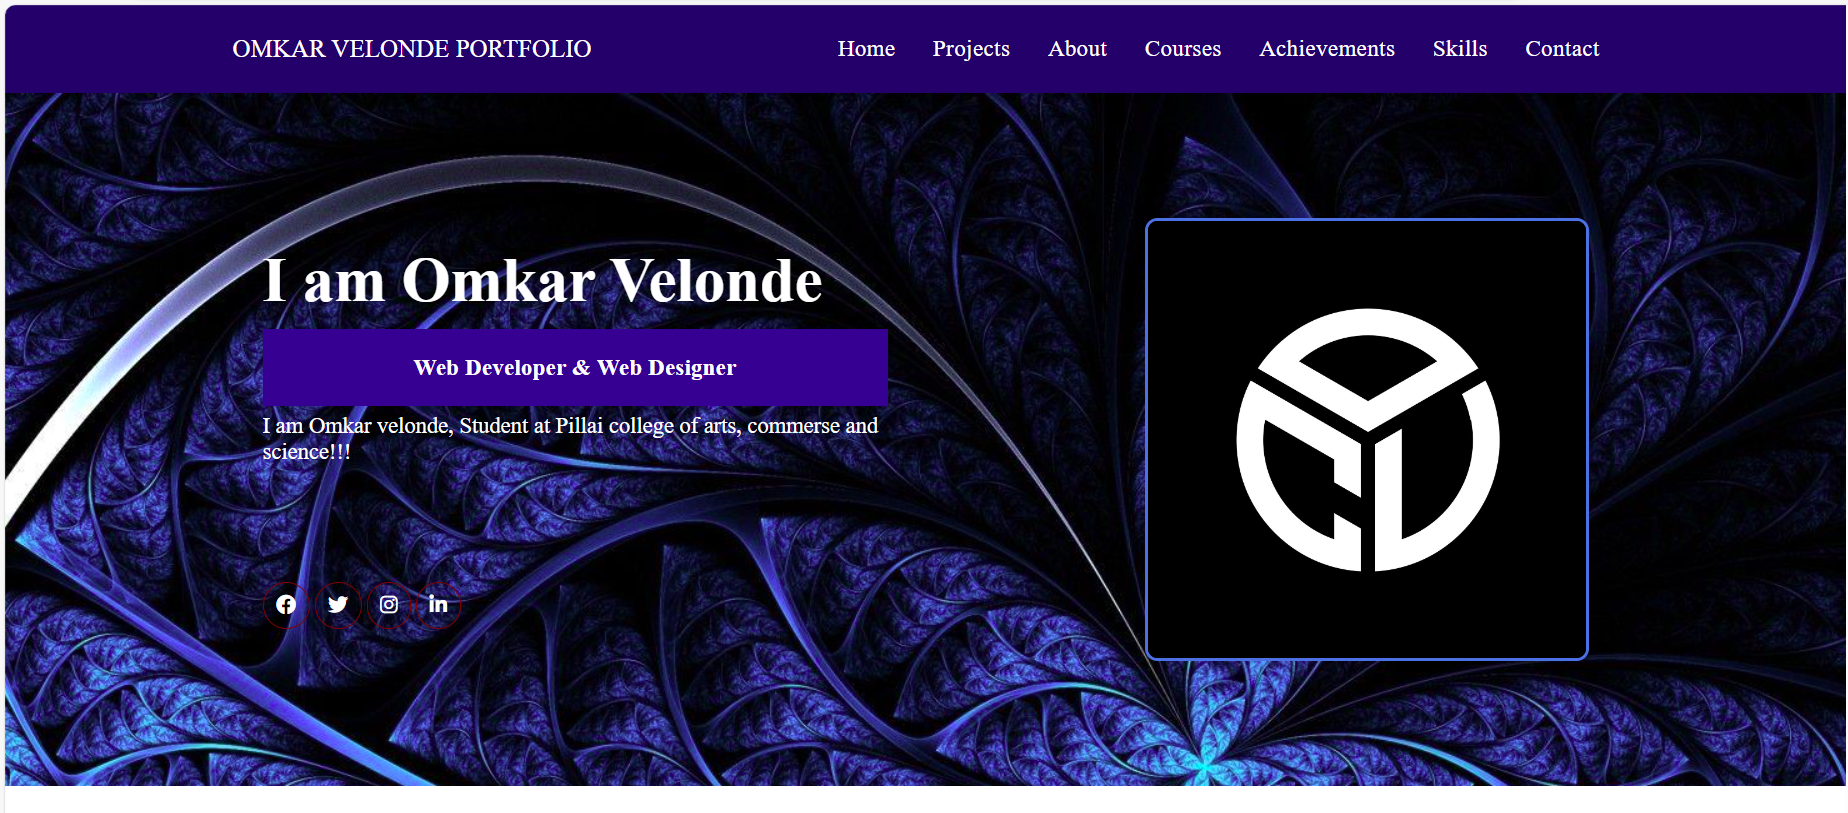 OMKAR VELONDE PORTFOLIO
Home Projects About Courses Achievements Skills Contact
I am Omkar Velonde
Web Developer & Web Designer
I am Omkar velonde, Student at Pillai college of arts, commerse and
science!!!